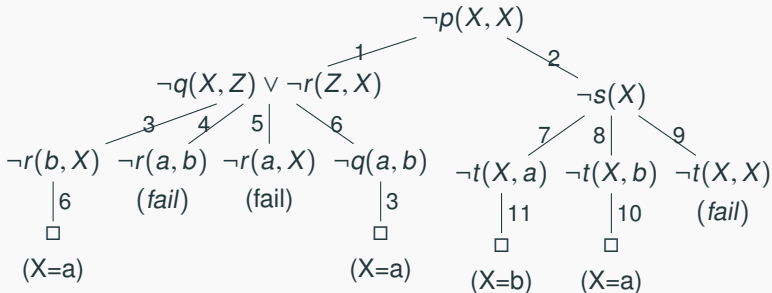 ¬p(X, X)
1 2
¬q(X, Z) ∨ ¬r(Z, X) ¬s(X)
3 4 5 6 7 8 9
¬r(b, X) ¬r(a, b) ¬r(a, X) ¬q(a, b) ¬t(X, a) ¬t(X, b) ¬t(X, X)
(fail) (fail) (fail)
6 3 11 10
□ □ □ □
(X=a) (X=a) (X=b) (X=a)